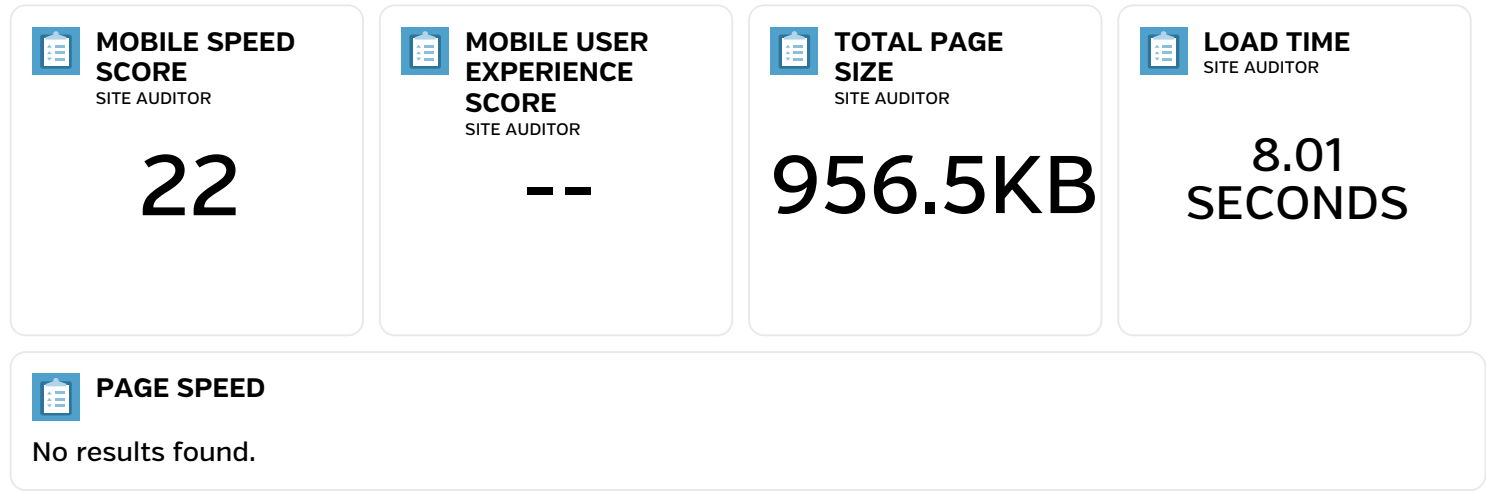 MOBILE SPEED
SCORE
SITE AUDITOR
22
MOBILE USER
EXPERIENCE
SCORE
SITE AUDITOR
--
TOTAL PAGE
SIZE
SITE AUDITOR
956.5KB
LOAD TIME
SITE AUDITOR
8.01
SECONDS
PAGE SPEED
No results found.